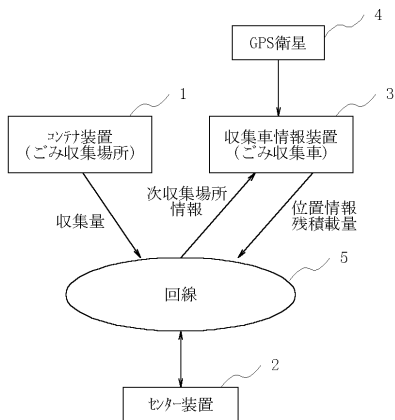 4
GPS衛星
1
3
コンテナ装置
(ごみ収集場所)
収集車情報装置
(ごみ収集車)
次収集場所
情報
位置情報
残積載量
収集量
5
回線
2
センター装置